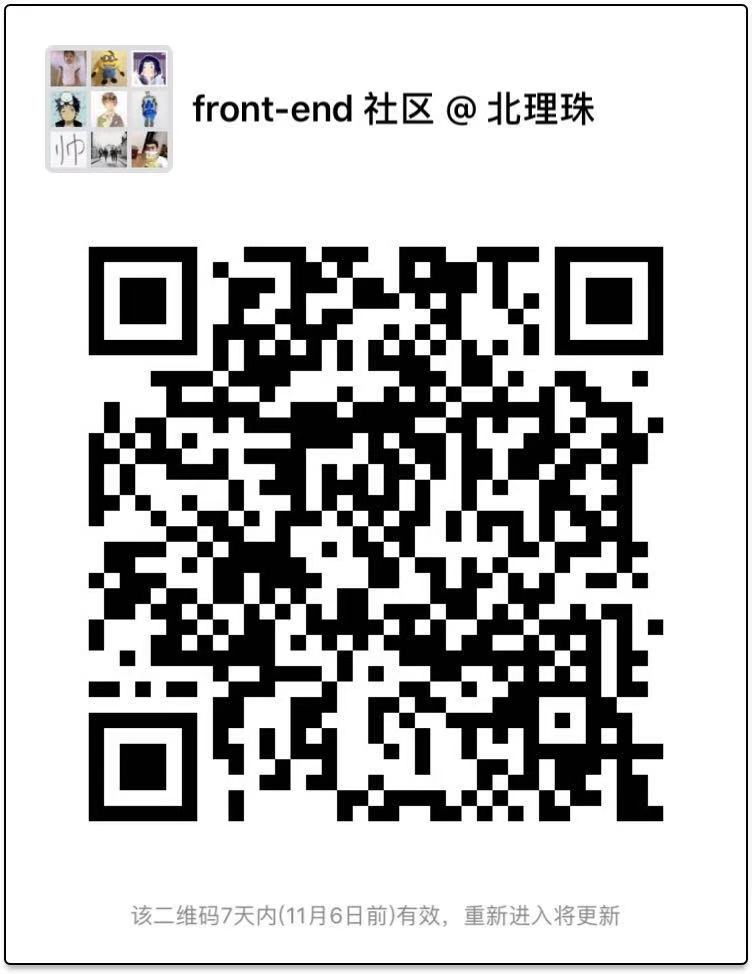 front-end 社区 @ 北理珠
帅
该二维码7天内(11月6日前)有效，重新进入将更新